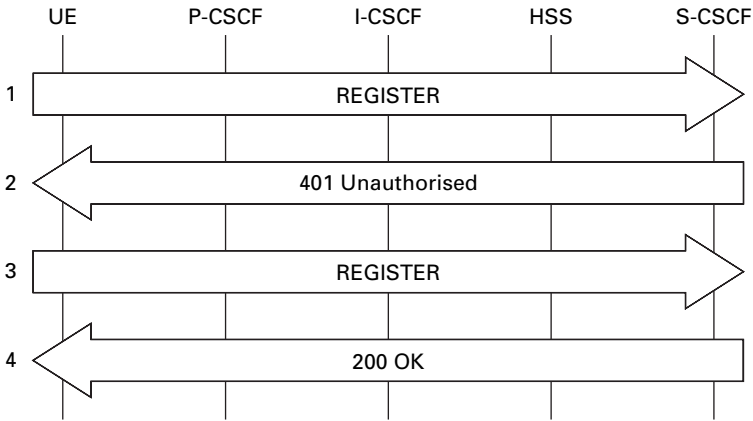 UE P-CSCF I-CSCF HSS S-CSCF
1 REGISTER
2 401 Unauthorised
3 REGISTER
4 200 OK